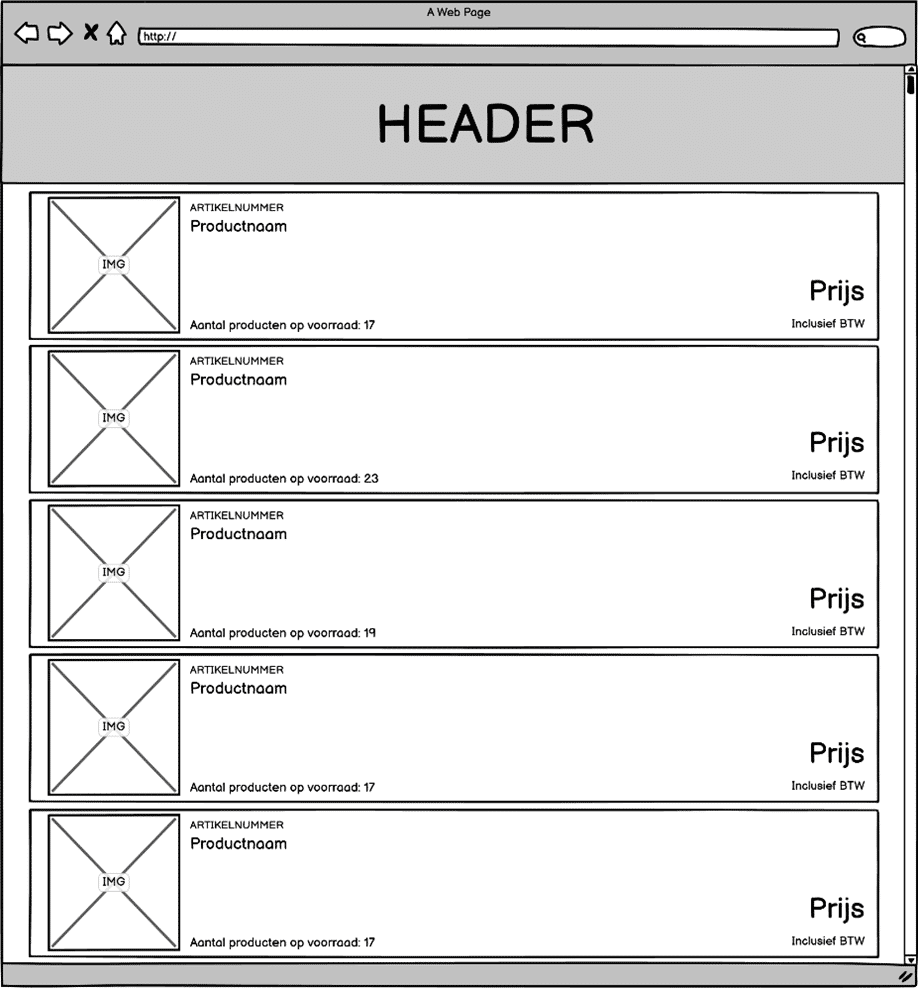 A Web Page
http://
HEADER
ARTIKELNUMMER
Productnaam
IMG
Prijs
Aantal producten op voorraad: 17
Inclusief BTW
ARTIKELNUMMER
Productnaam
IMG
Prijs
Aantal producten op voorraad: 23
Inclusief BTW
ARTIKELNUMMER
Productnaam
IMG
Prijs
Aantal producten op voorraad: 19
Inclusief BTW
ARTIKELNUMMER
Productnaam
IMG
Prijs
Aantal producten op voorraad: 17
Inclusief BTW
ARTIKELNUMMER
Productnaam
IMG
Prijs
Aantal producten op voorraad: 17
Inclusief BTW